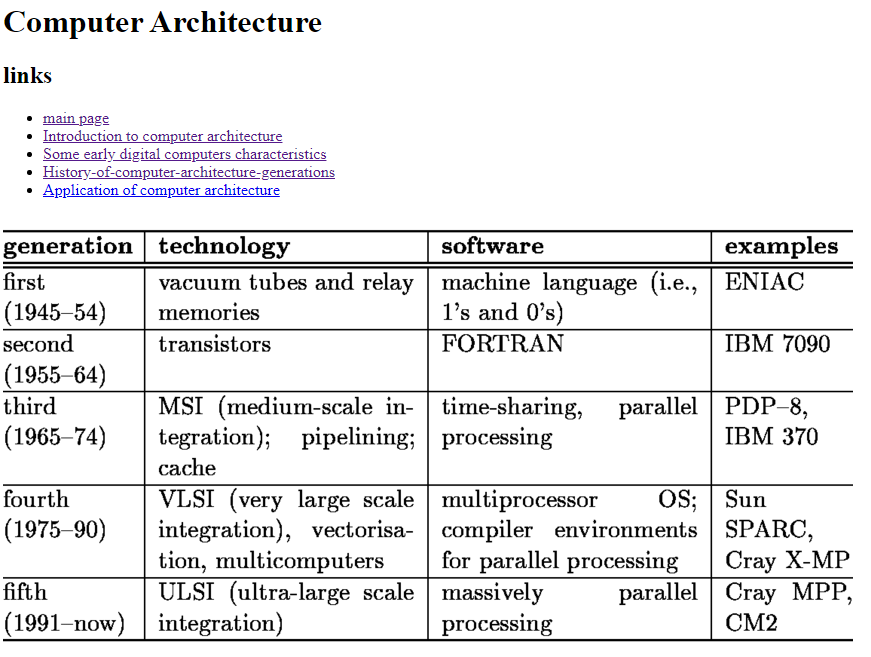 Computer Architecture
links
main page
Introduction to computer architecture
Some early digital computers characteristics
History-of-computer-architecture-generations
Application of computer architecture
generation technology software examples
first vacuum tubes and relay machine language (i.e., ENIAC
(1945–54) memories 1's and 0's)
second transistors FORTRAN IBM 7090
(1955–64)
third MSI (medium-scale in- time-sharing, parallel PDP–8,
(1965–74) tegration); pipelining; processing IBM 370
cache
fourth VLSI (very large scale multiprocessor OS; Sun
(1975–90) integration), vectorisa- compiler environments SPARC,
tion, multicomputers for parallel processing Cray X-MP
fifth ULSI (ultra-large scale massively parallel Cray MPP,
(1991–now) integration) processing CM2